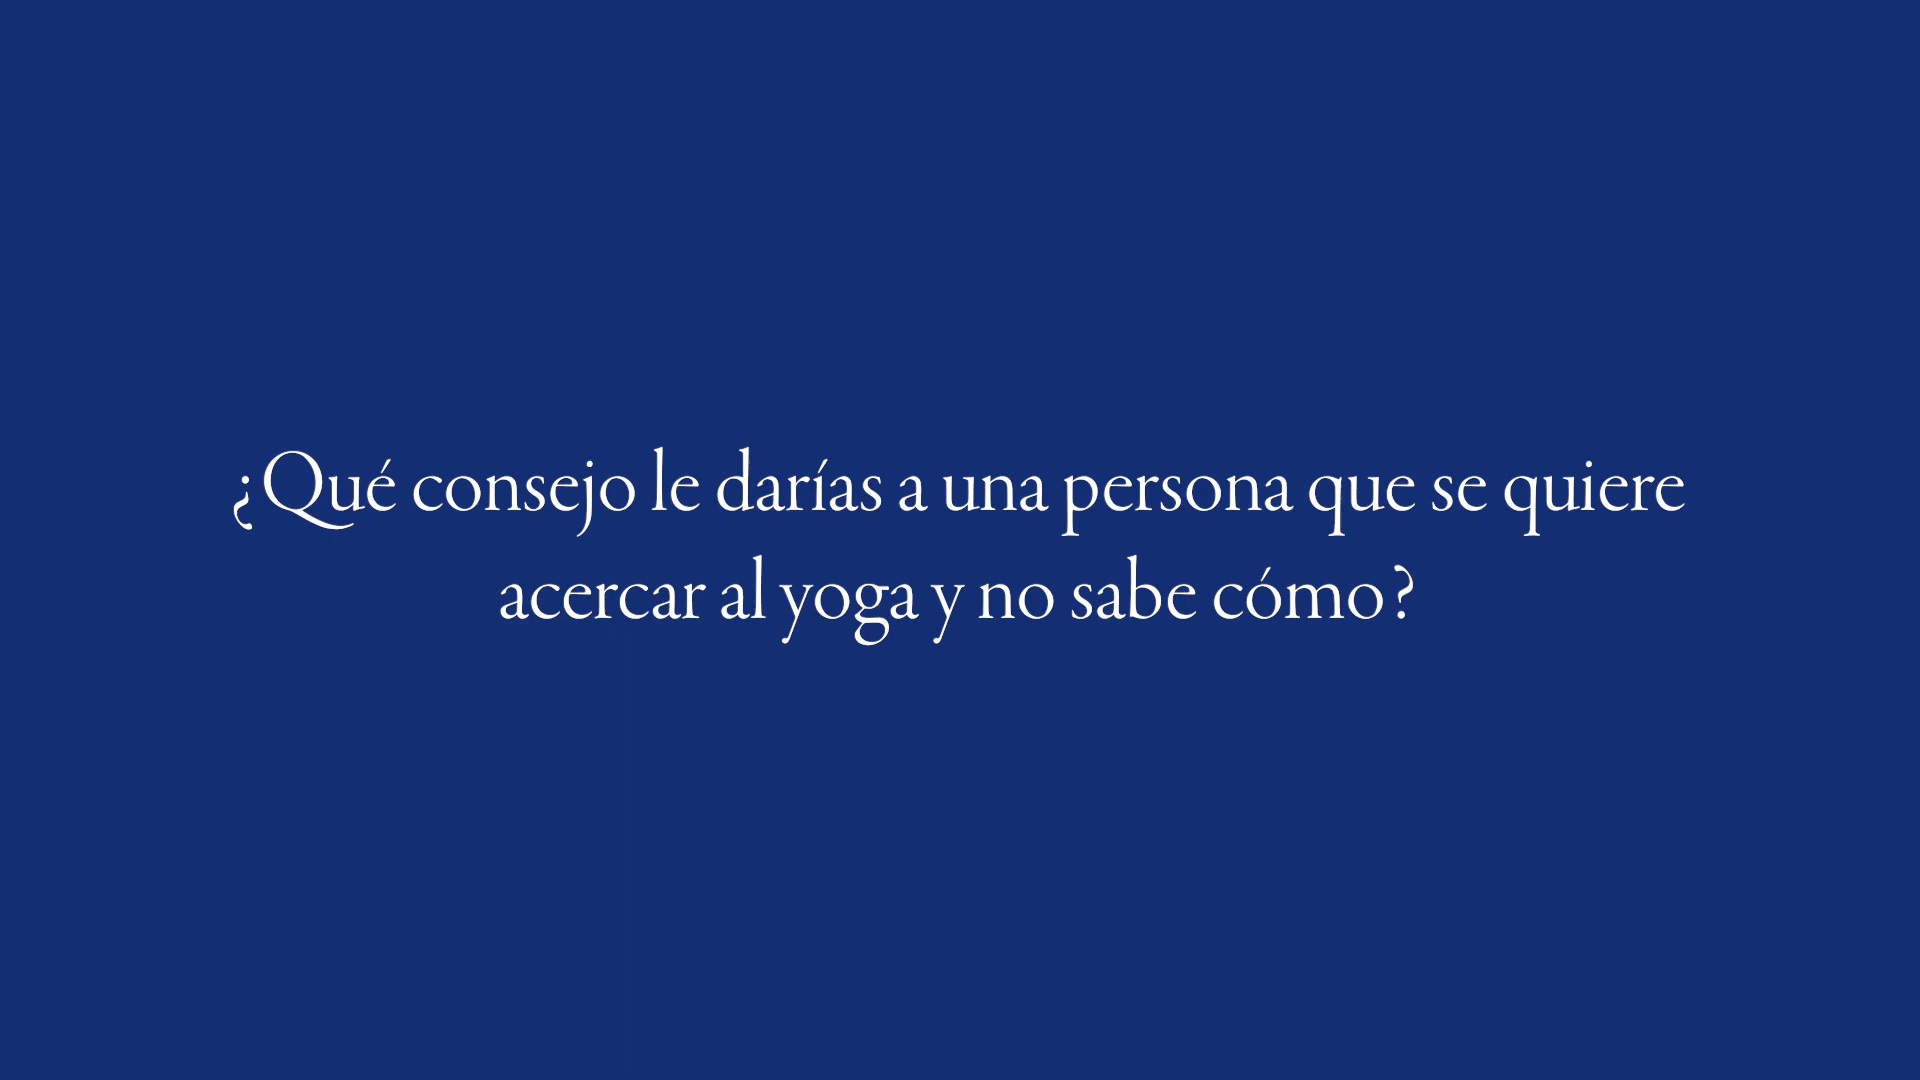 ¿Qué consejo le darías a una persona que se quiere
acercar al yoga y no sabe cómo?